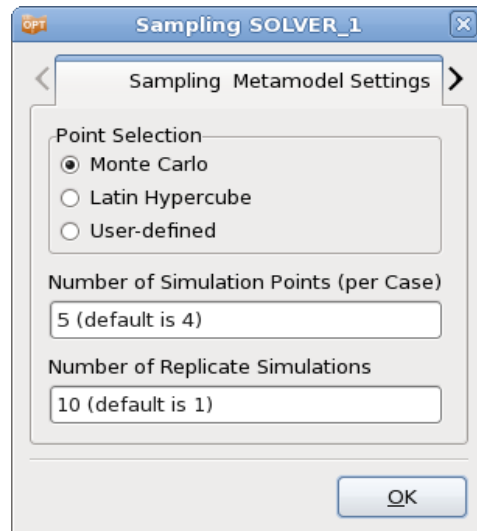 OPT
Sampling SOLVER_1
Sampling Metamodel Settings
Point Selection
Monte Carlo
Latin Hypercube
User-defined
Number of Simulation Points (per Case)
5 (default is 4)
Number of Replicate Simulations
10 (default is 1)
OK